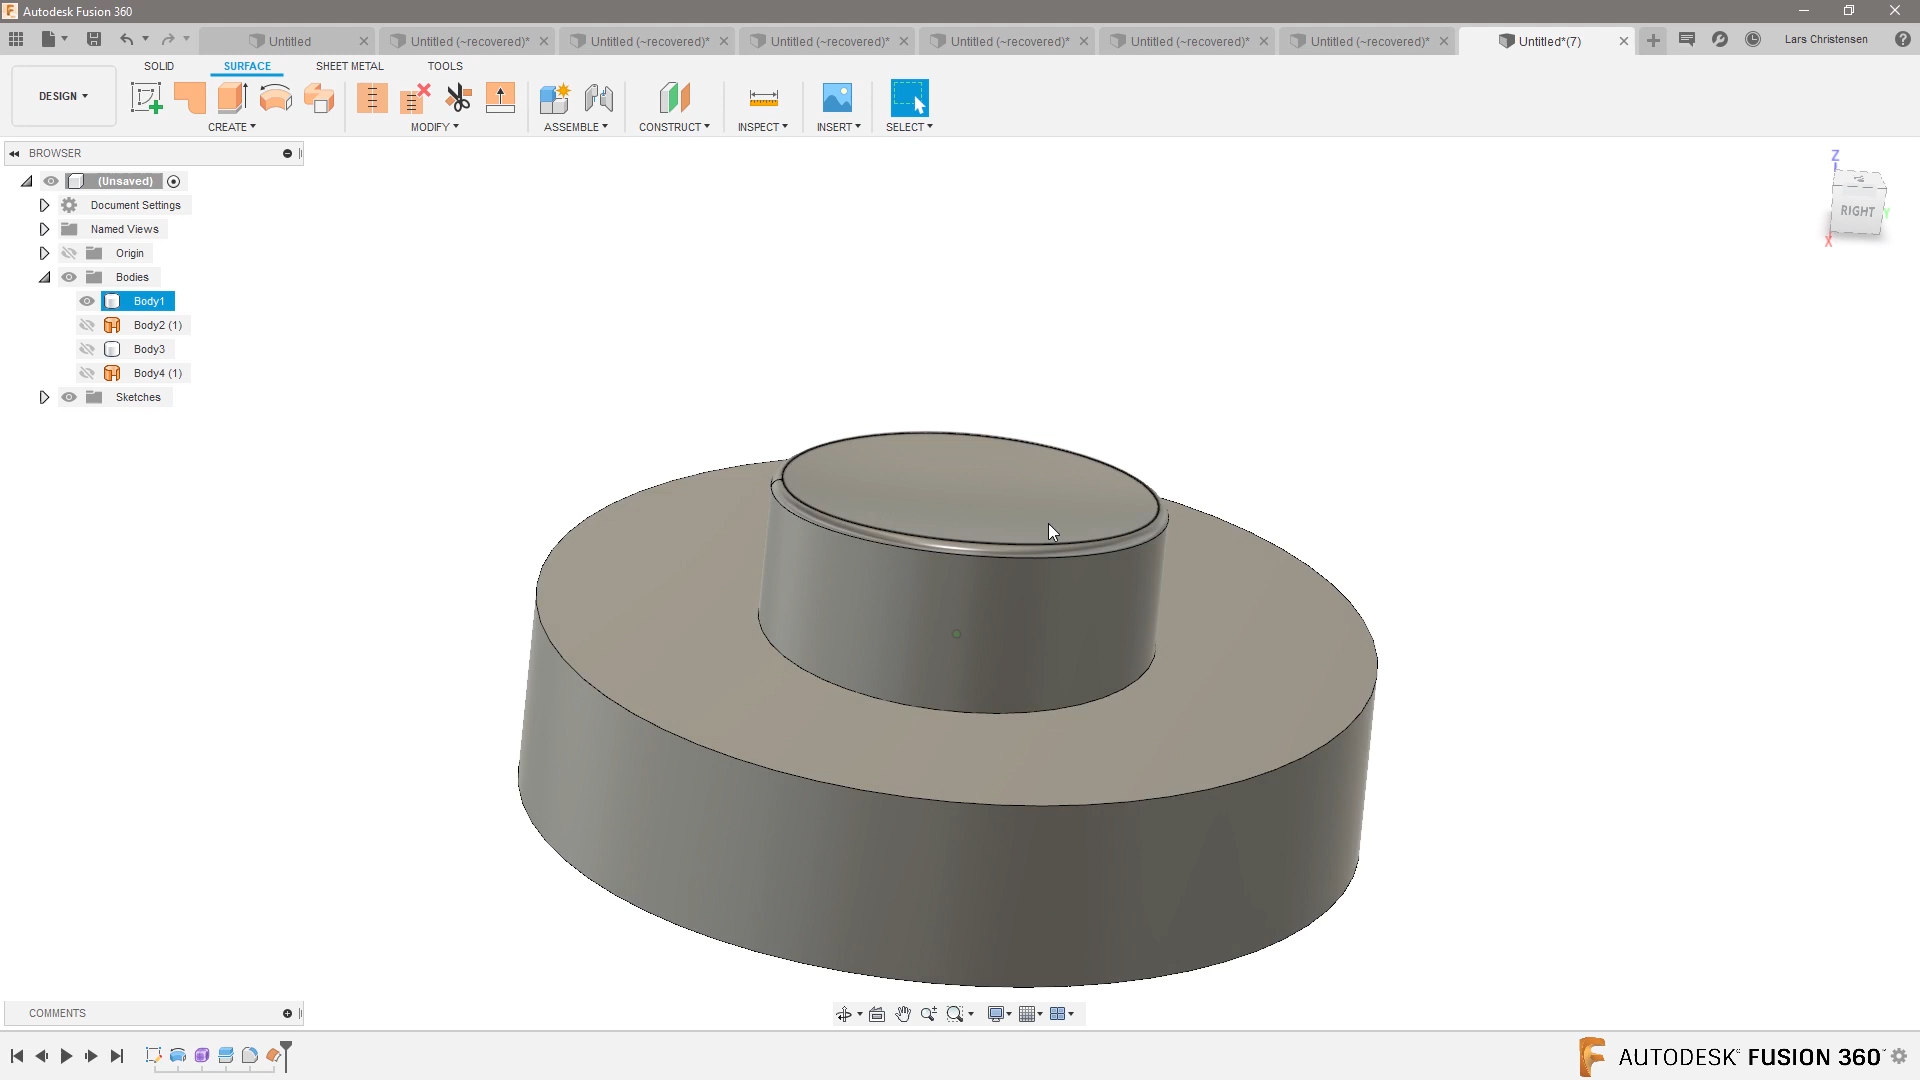 Autodesk Fusion 360
Untitled
Untitled (~recovered)*
Untitled (~recovered)*
Untitled (~recovered)*
Untitled (~recovered)*
Untitled (~recovered)*
Untitled (~recovered)*
Untitled*(7)
Lars Christensen
SOLID
SURFACE
SHEET METAL
TOOLS
DESIGN
CREATE
MODIFY
ASSEMBLE
CONSTRUCT
INSPECT
INSERT
SELECT
BROWSER
(Unsaved)
Document Settings
Named Views
Origin
Bodies
Body1
Body2 (1)
Body3
Body4 (1)
Sketches
Z
RIGHT
Y
X
COMMENTS
AUTODESK® FUSION 360™